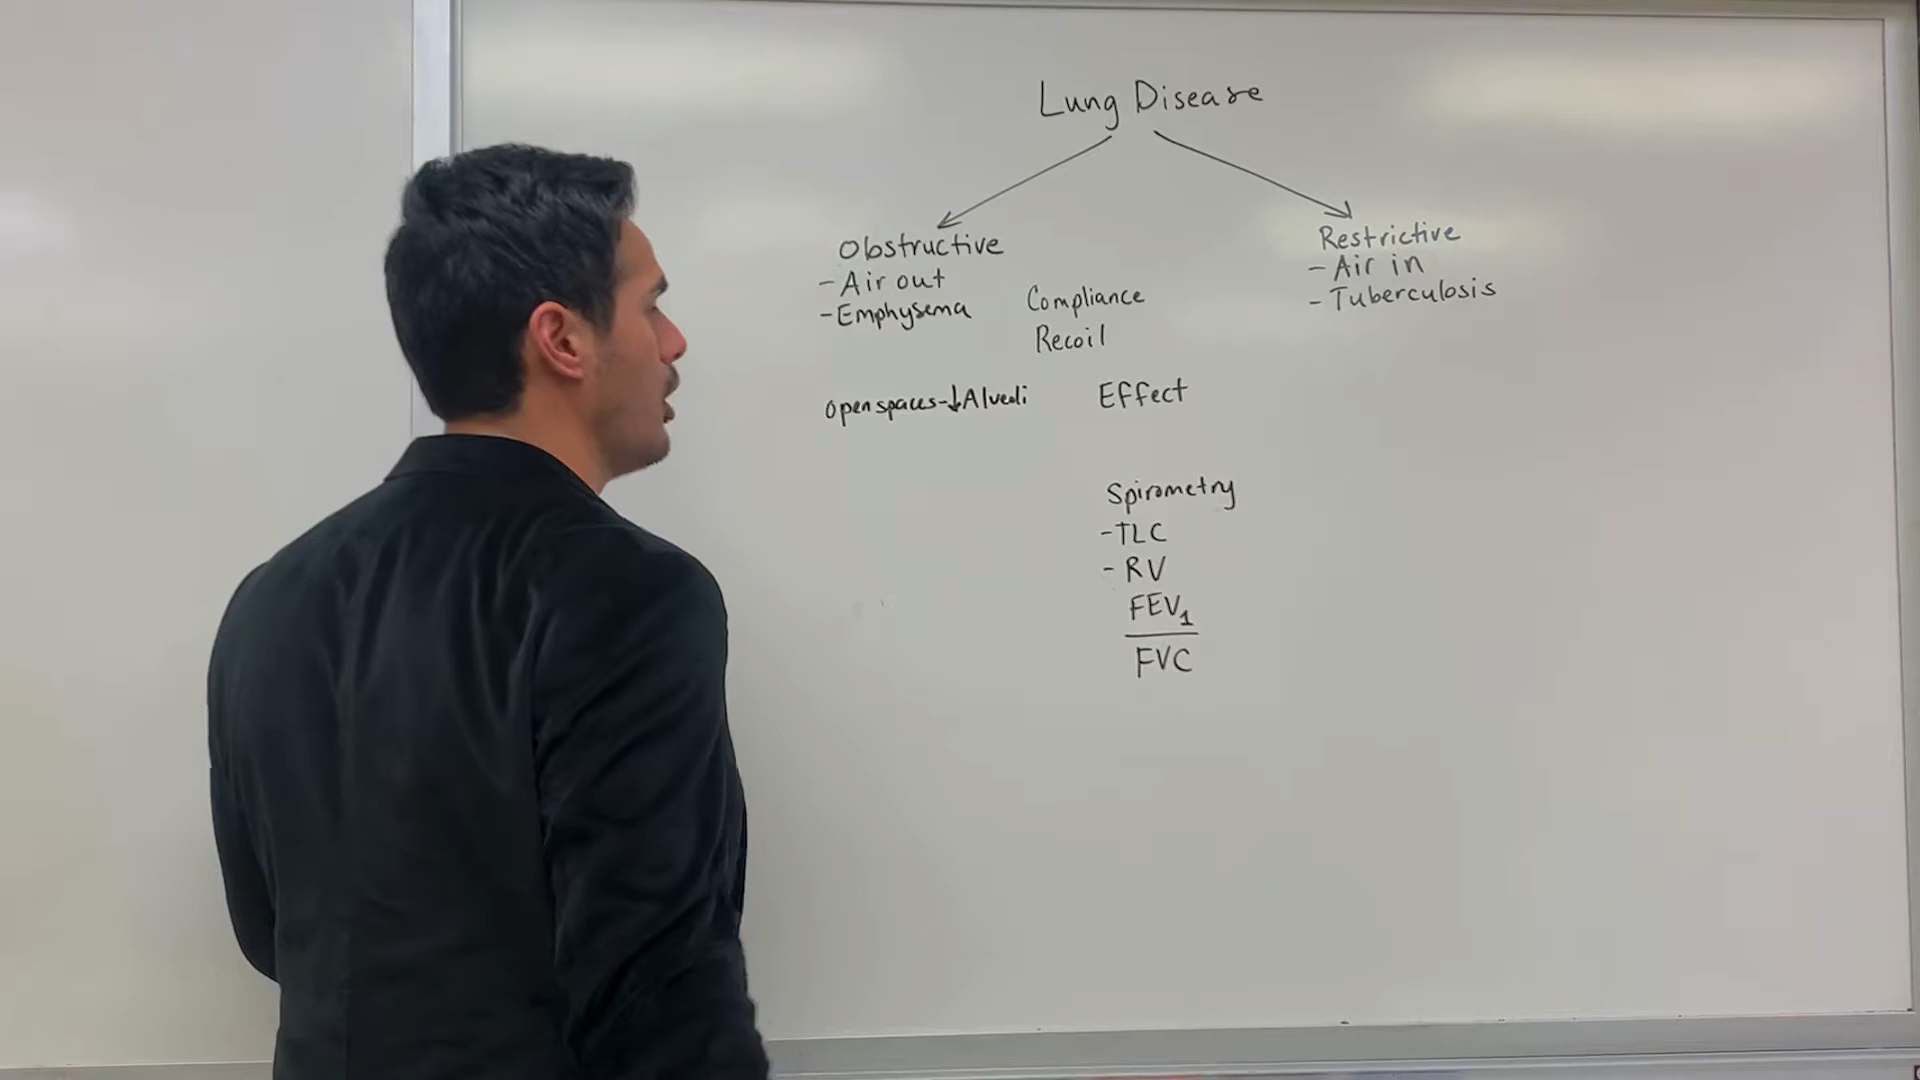 Lung Disease
Obstructive
- Air out
- Emphysema
Compliance
Recoil
Restrictive
- Air in
- Tuberculosis
open spaces-↓Alveoli
Effect
Spirometry
- TLC
- RV
FEV₁
FVC